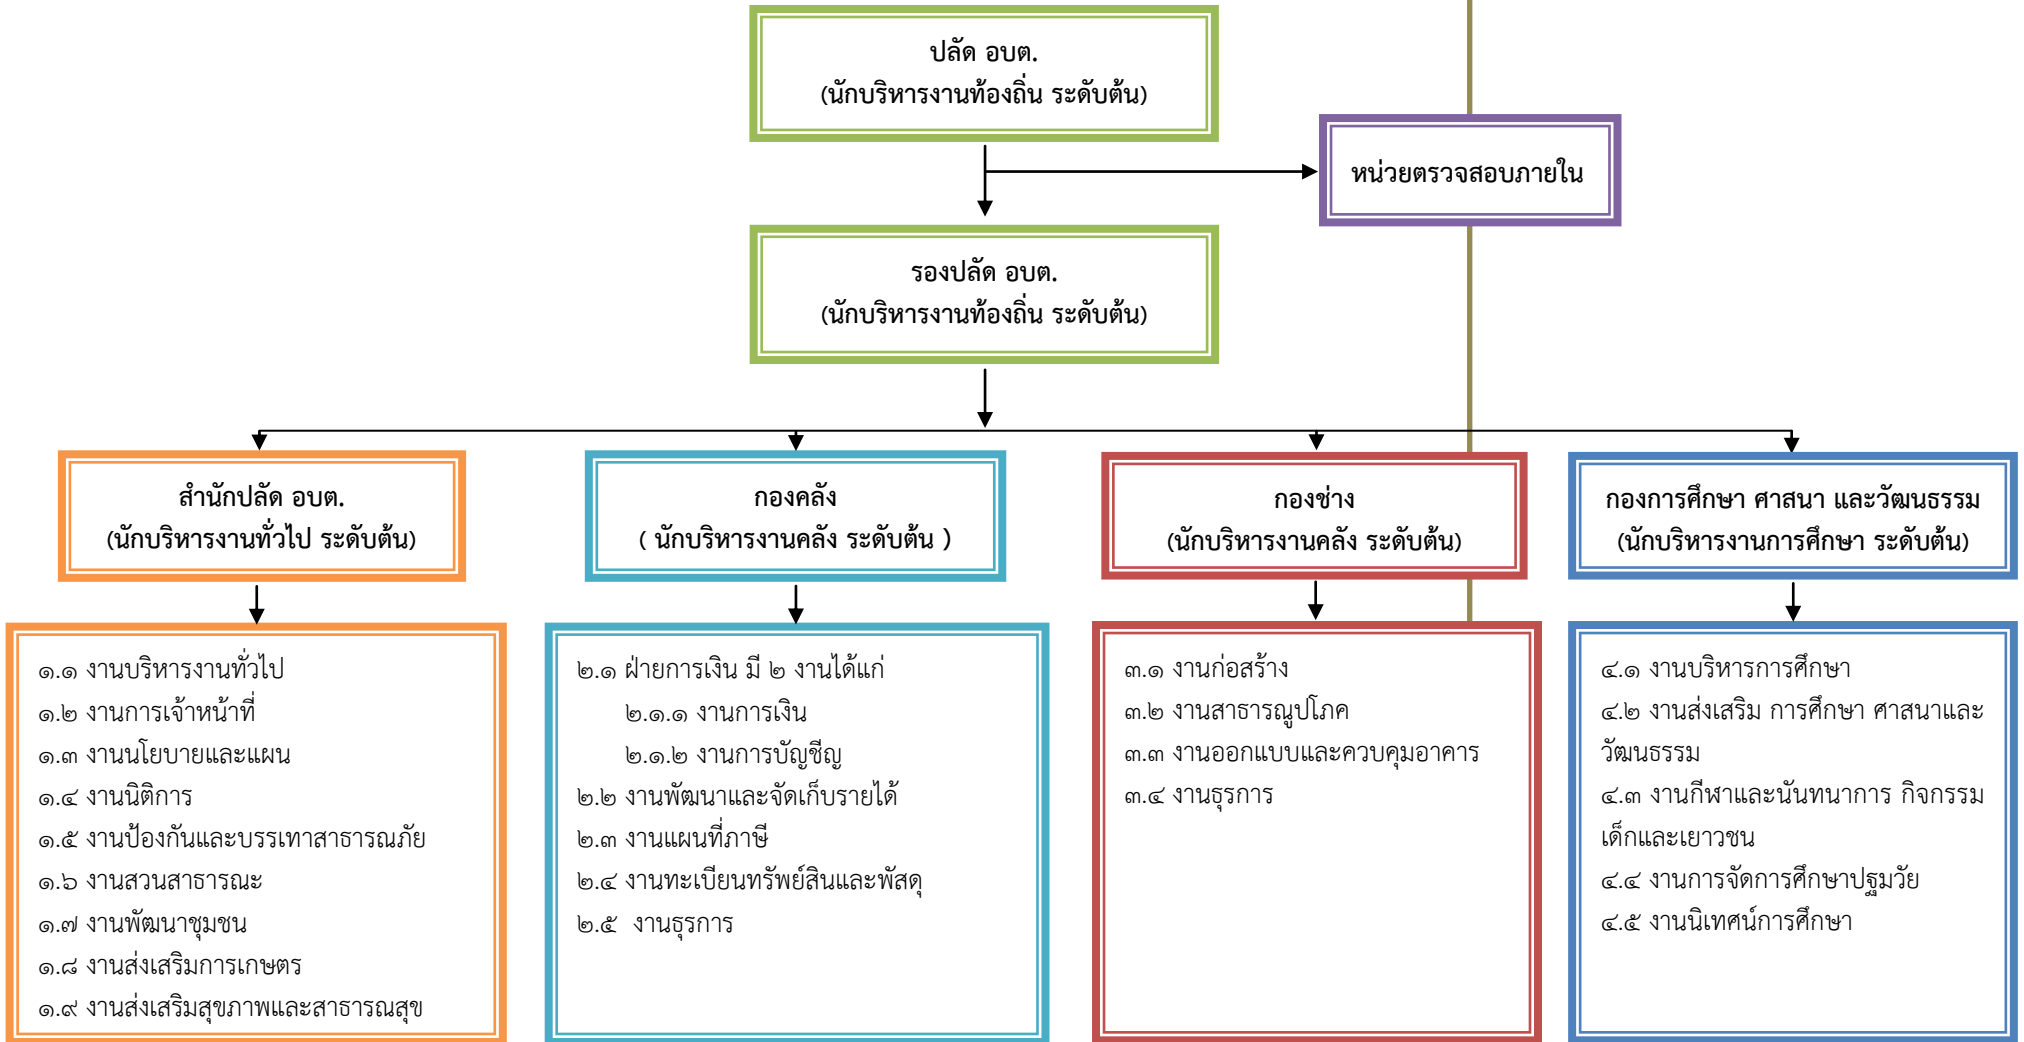 ปลัด อบต.
(นักบริหารงานท้องถิ่น ระดับต้น)
หน่วยตรวจสอบภายใน
รองปลัด อบต.
(นักบริหารงานท้องถิ่น ระดับต้น)
สำนักปลัด อบต.
(นักบริหารงานทั่วไป ระดับต้น)
กองคลัง
( นักบริหารงานคลัง ระดับต้น )
กองช่าง
(นักบริหารงานคลัง ระดับต้น)
กองการศึกษา ศาสนา และวัฒนธรรม
(นักบริหารงานการศึกษา ระดับต้น)
๑.๑ งานบริหารงานทั่วไป
๑.๒ งานการเจ้าหน้าที่
๑.๓ งานนโยบายและแผน
๑.๔ งานนิติการ
๑.๕ งานป้องกันและบรรเทาสาธารณภัย
๑.๖ งานสวนสาธารณะ
๑.๗ งานพัฒนาชุมชน
๑.๘ งานส่งเสริมการเกษตร
๑.๙ งานส่งเสริมสุขภาพและสาธารณสุข
๒.๑ ฝ่ายการเงิน มี ๒ งานได้แก่
๒.๑.๑ งานการเงิน
๒.๑.๒ งานการบัญชีญ
๒.๒ งานพัฒนาและจัดเก็บรายได้
๒.๓ งานแผนที่ภาษี
๒.๔ งานทะเบียนทรัพย์สินและพัสดุ
๒.๕ งานธุรการ
๓.๑ งานก่อสร้าง
๓.๒ งานสาธารณูปโภค
๓.๓ งานออกแบบและควบคุมอาคาร
๓.๔ งานธุรการ
๔.๑ งานบริหารการศึกษา
๔.๒ งานส่งเสริม การศึกษา ศาสนาและ
วัฒนธรรม
๔.๓ งานกีฬาและนันทนาการ กิจกรรม
เด็กและเยาวชน
๔.๔ งานการจัดการศึกษาปฐมวัย
๔.๕ งานนิเทศน์การศึกษา